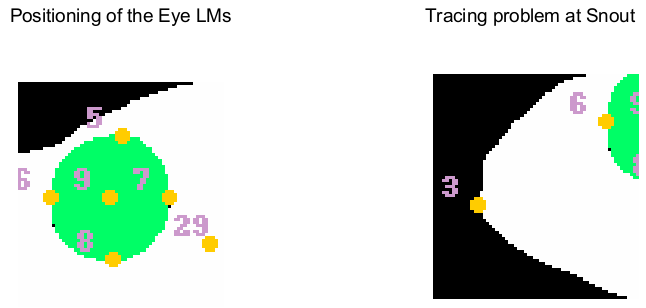 Positioning of the Eye LMs
Tracing problem at Snout
5
6 9 7
8 29
6
3